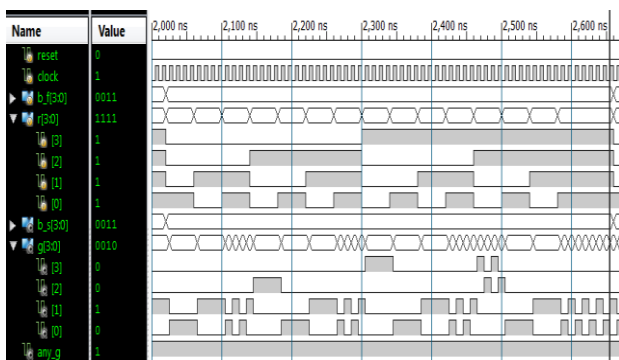 Name Value 2,000 ns 2,100 ns 2,200 ns 2,300 ns 2,400 ns 2,500 ns 2,600 ns
reset 0
clock 1
b_f[3:0] 0011
r[3:0] 1111
[3] 1
[2] 1
[1] 1
[0] 1
b_s[3:0] 0011
g[3:0] 0010
[3] 0
[2] 0
[1] 1
[0] 0
any_g 1